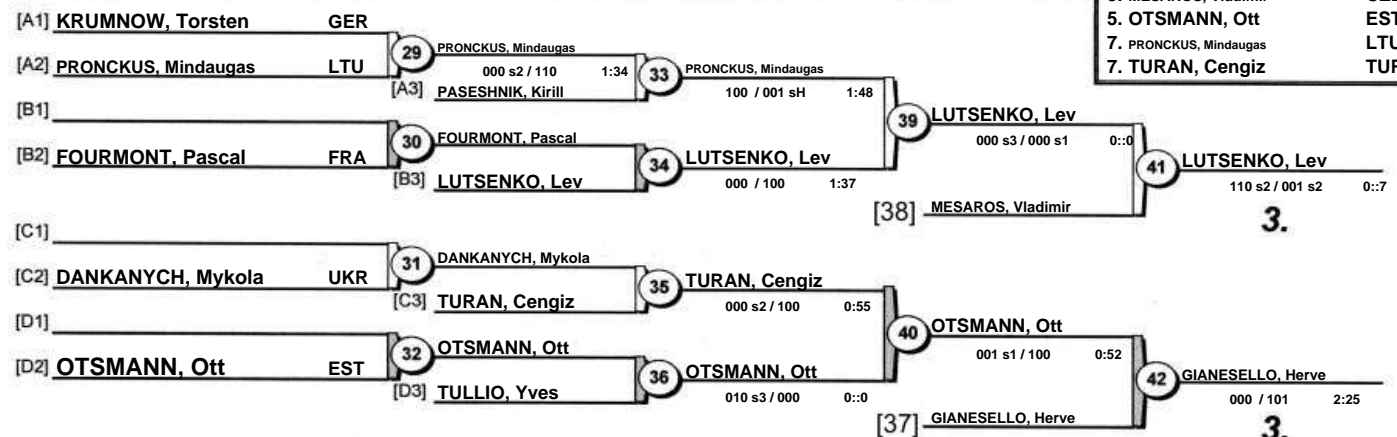 [A1] KRUMNOW, Torsten GER
[A2] PRONCKUS, Mindaugas LTU
29
PRONCKUS, Mindaugas
000 s2 / 110 1:34
[A3] PASESHNIK, Kirill
33
PRONCKUS, Mindaugas
100 / 001 sH 1:48
[B1]
[B2] FOURMONT, Pascal FRA
30
FOURMONT, Pascal
[B3] LUTSENKO, Lev
34
LUTSENKO, Lev
000 / 100 1:37
39
LUTSENKO, Lev
000 s3 / 000 s1 0::0
[38] MESAROS, Vladimir
41
LUTSENKO, Lev
110 s2 / 001 s2 0::7
3.
[C1]
[C2] DANKANYCH, Mykola UKR
31
DANKANYCH, Mykola
[C3] TURAN, Cengiz
35
TURAN, Cengiz
000 s2 / 100 0:55
[D1]
[D2] OTSMANN, Ott EST
32
OTSMANN, Ott
[D3] TULLIO, Yves
36
OTSMANN, Ott
010 s3 / 000 0::0
40
OTSMANN, Ott
001 s1 / 100 0:52
[37] GIANESELLO, Herve
42
GIANESELLO, Herve
000 / 101 2:25
3.
5. OTSMANN, Ott EST
7. PRONCKUS, Mindaugas LTU
7. TURAN, Cengiz TUR